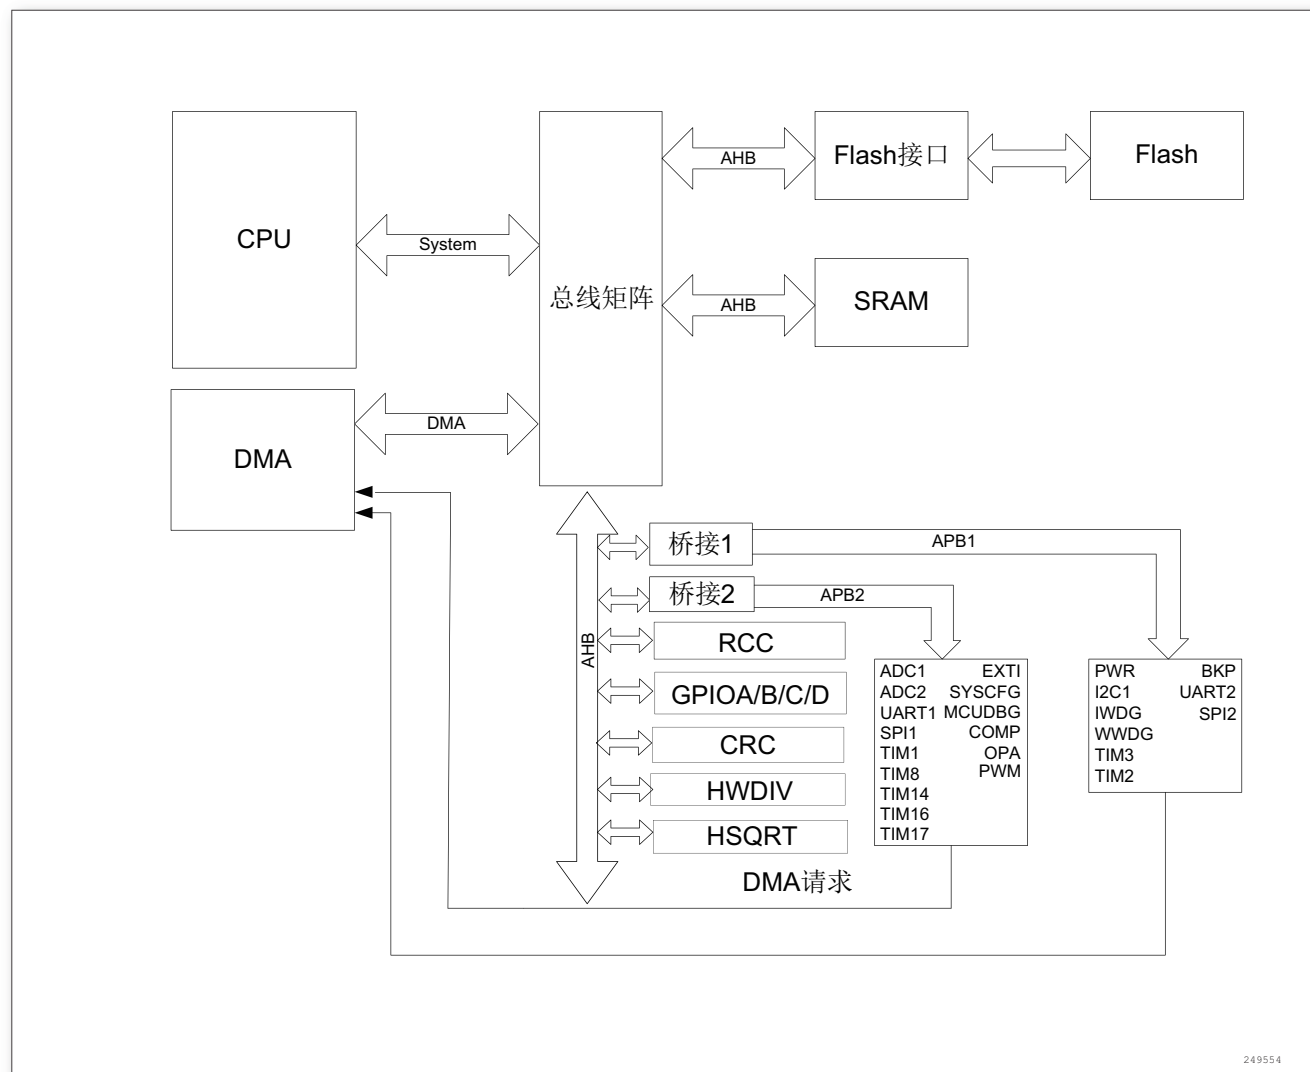 CPU
System
总线矩阵
AHB
Flash接口
Flash
AHB
SRAM
DMA
DMA
桥接1
APB1
桥接2
APB2
AHB
RCC
GPIOA/B/C/D
CRC
HWDIV
HSQRT
ADC1 EXTI
ADC2 SYSCFG
UART1 MCUDBG
SPI1 COMP
TIM1 OPA
TIM8 PWM
TIM14
TIM16
TIM17
PWR BKP
I2C1 UART2
IWDG SPI2
WWDG
TIM3
TIM2
DMA请求
249554